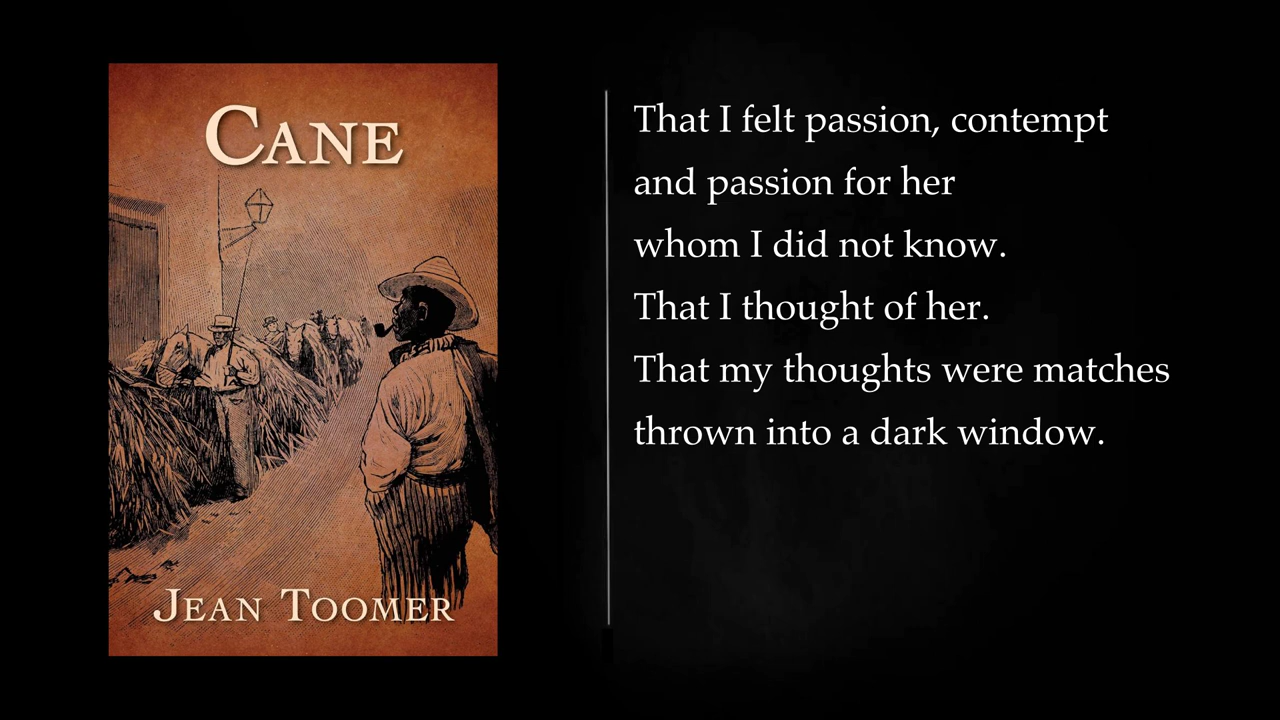 CANE
JEAN TOOMER
That I felt passion, contempt
and passion for her
whom I did not know.
That I thought of her.
That my thoughts were matches
thrown into a dark window.